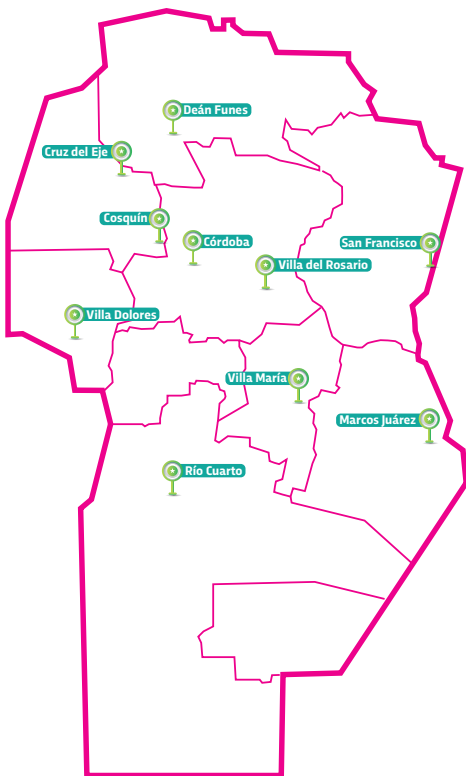 Deán Funes
Cruz del Eje
Cosquín
Córdoba
San Francisco
Villa del Rosario
Villa Dolores
Villa María
Marcos Juárez
Río Cuarto